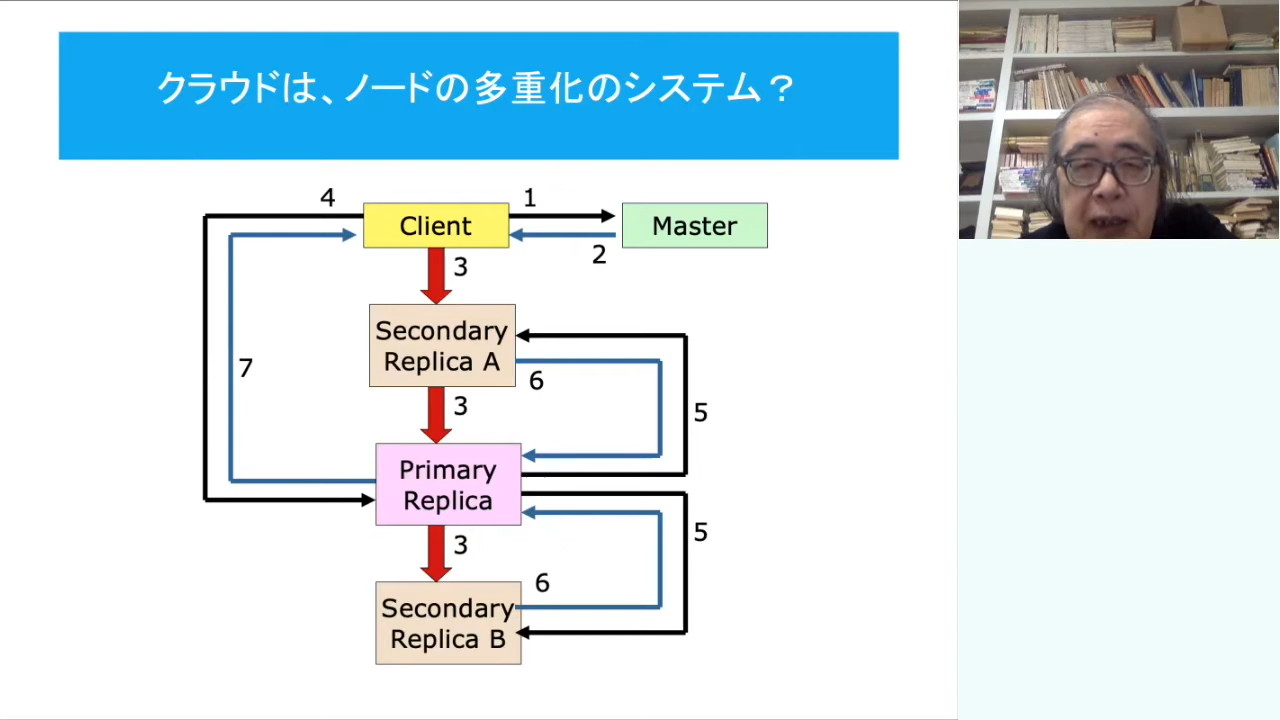 クラウドは、ノードの多重化のシステム？
4
1
Client
Master
2
3
Secondary
Replica A
7
6
3
5
Primary
Replica
3
5
6
Secondary
Replica B